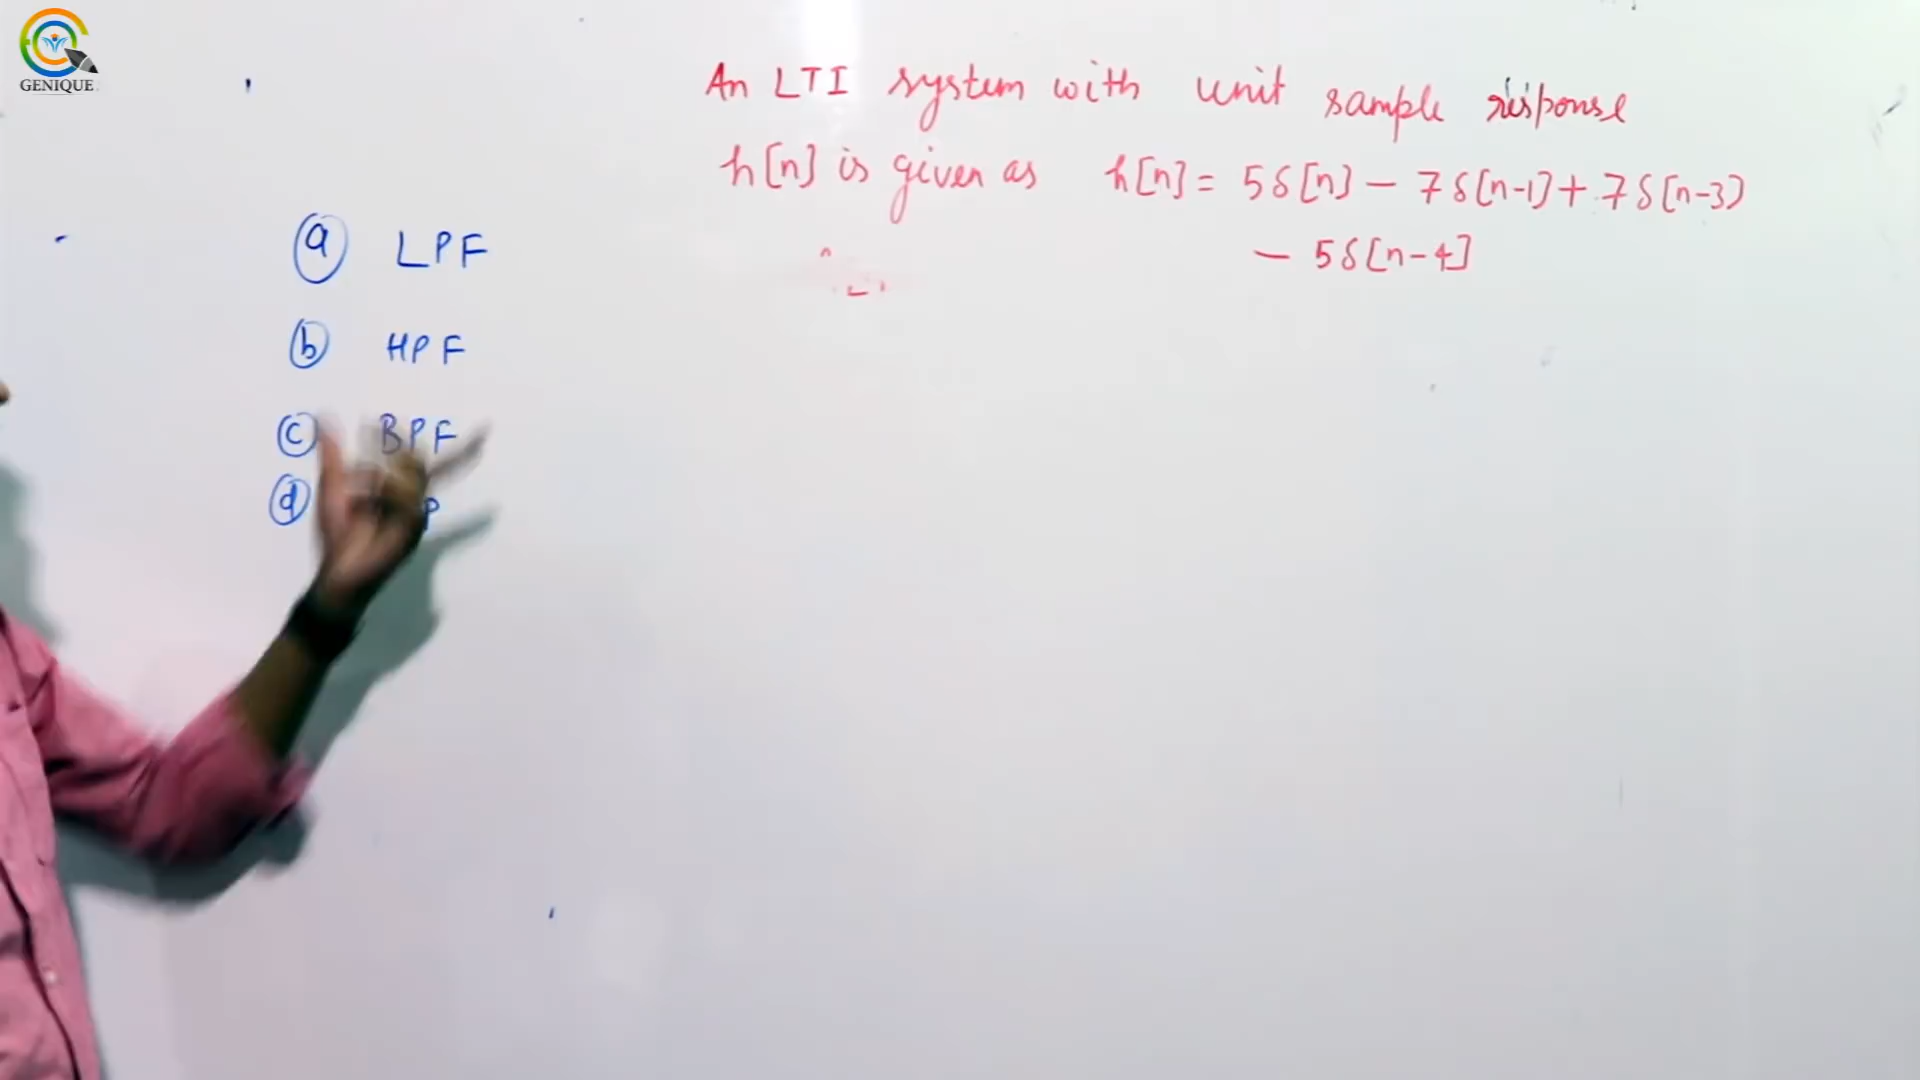 GENIQUE
An LTI system with unit sample response
h[n] is given as h[n] = 5δ[n] - 7δ[n-1] + 7δ[n-3]
- 5δ[n-4]
a LPF
b HPF
c BPF
d